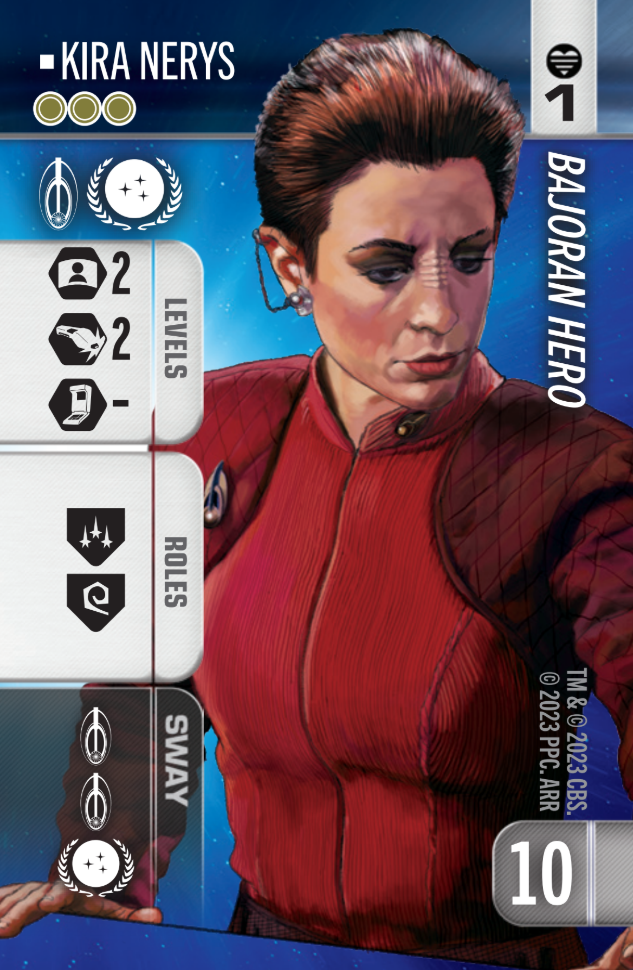 ▪KIRA NERYS
1
BAJORAN HERO
2
2
-
LEVELS
ROLES
SWAY
TM & © 2023 CBS.
© 2023 PPC. ARR
10